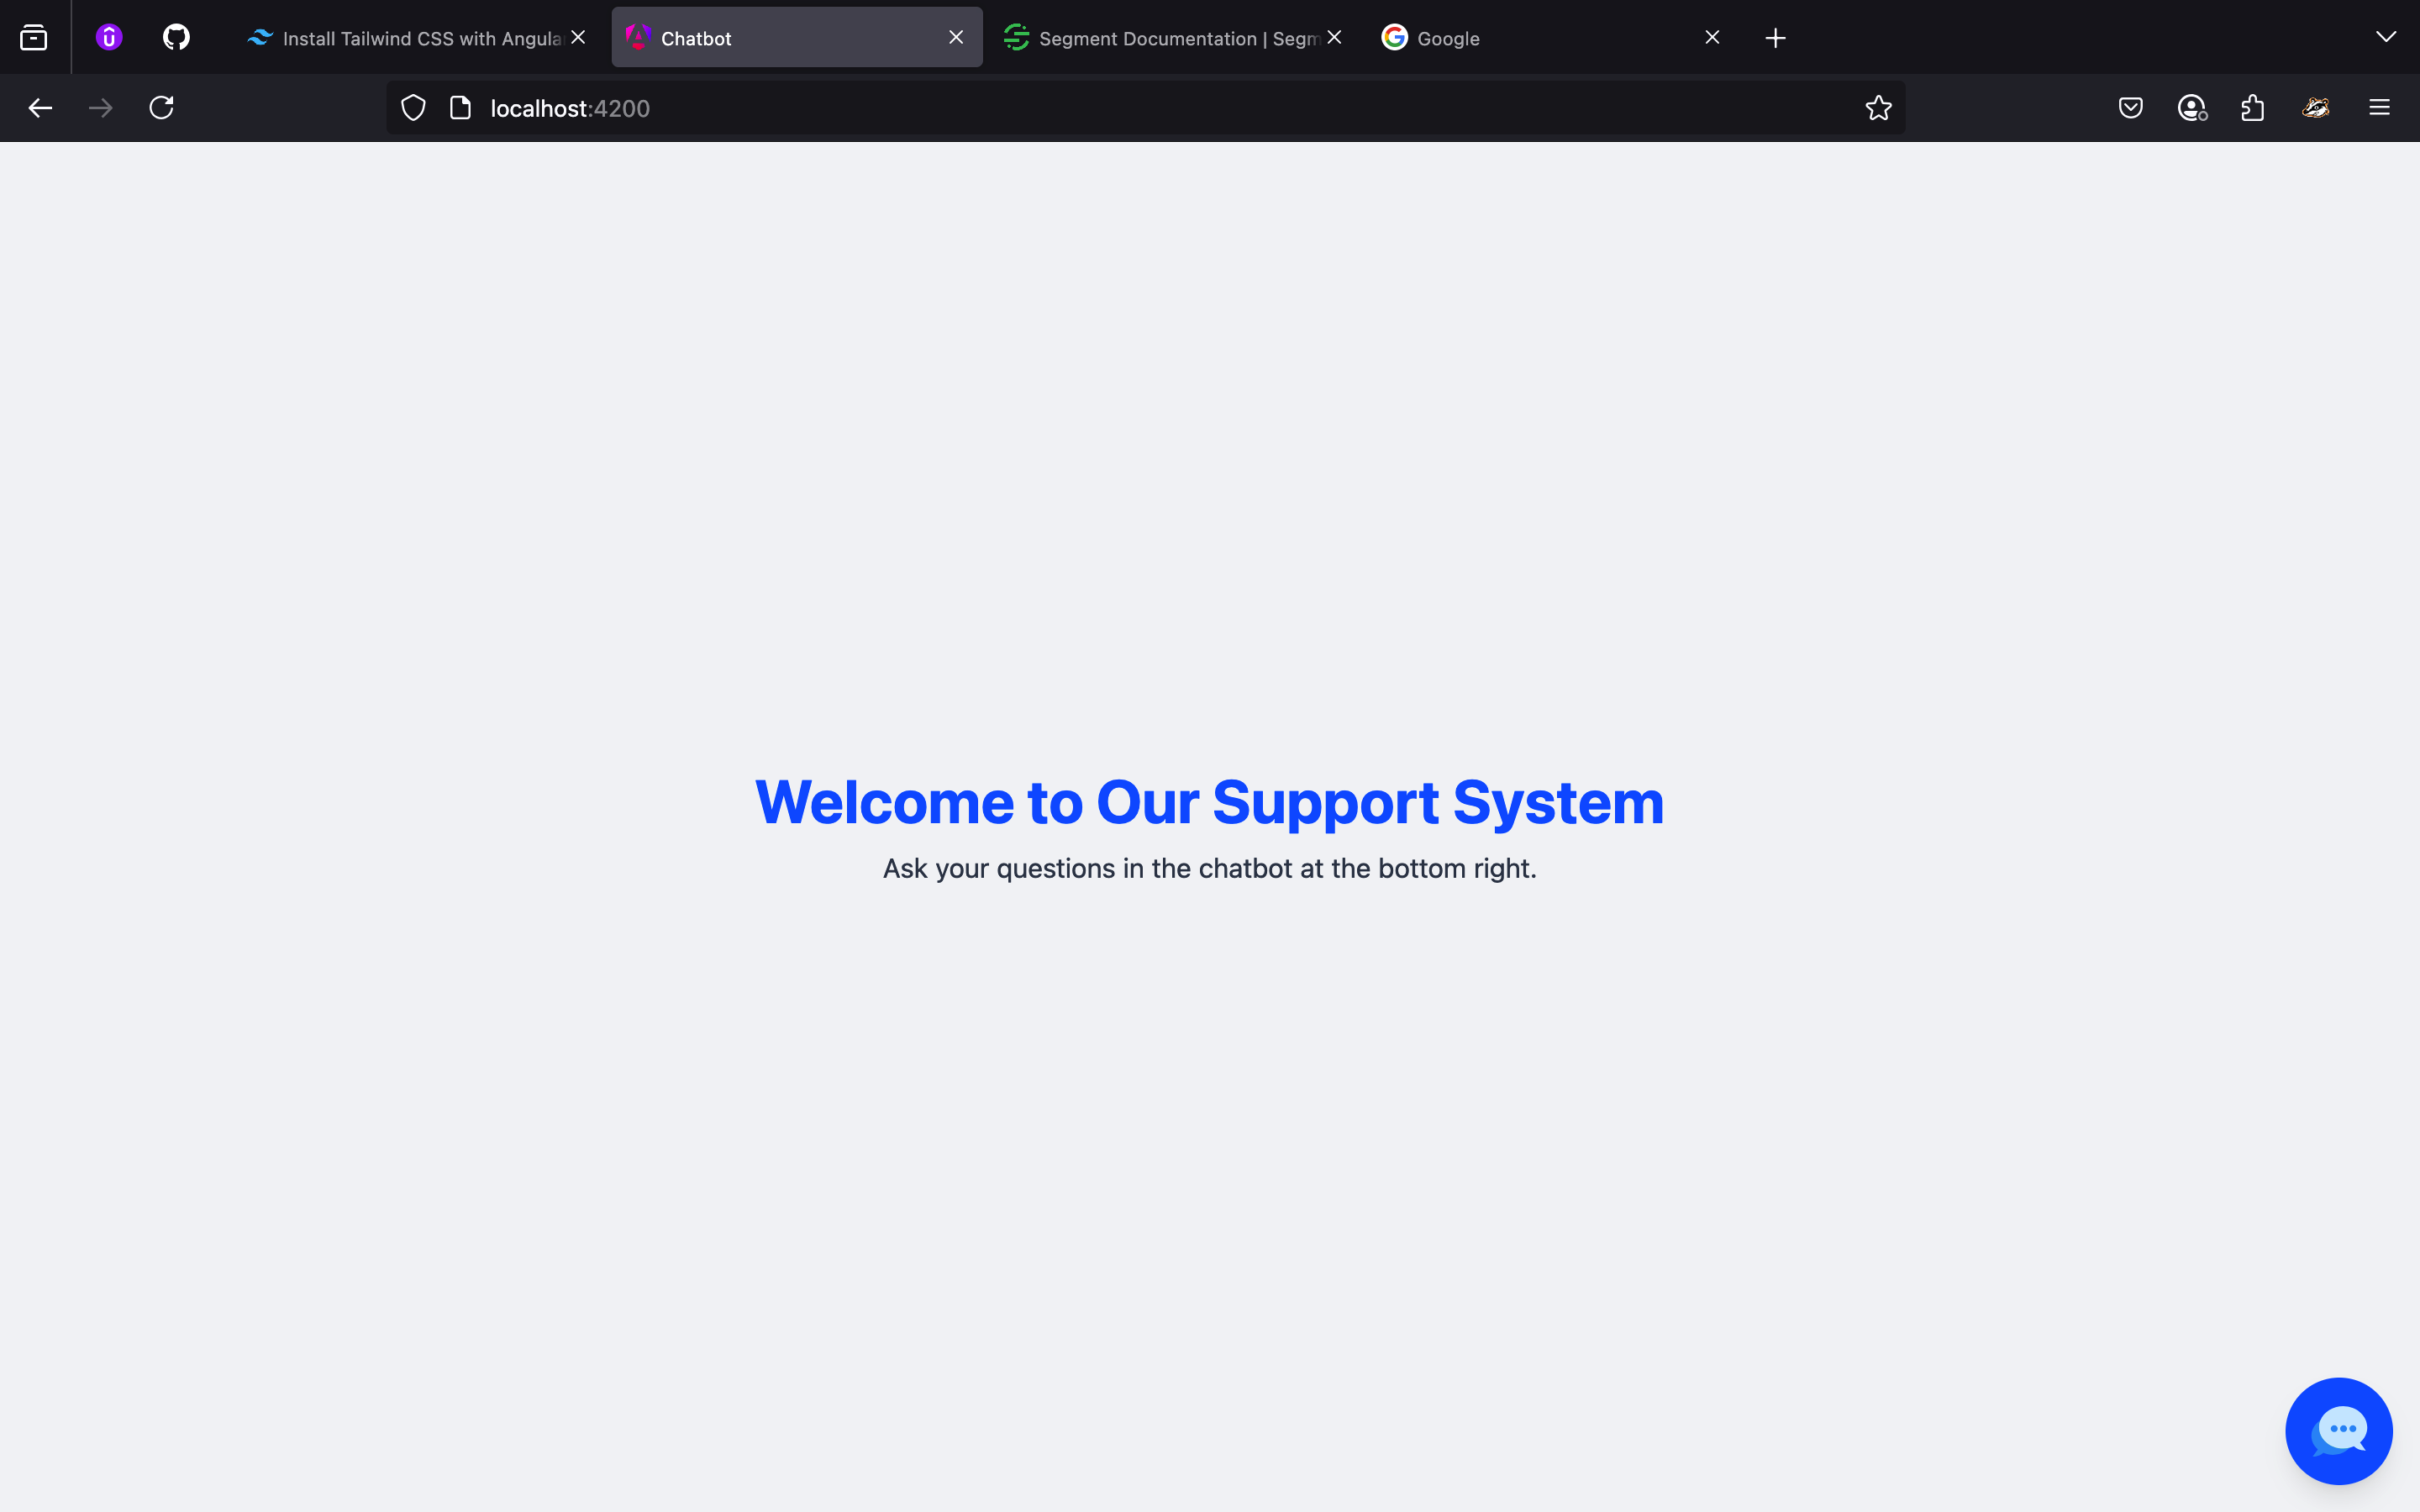 Install Tailwind CSS with Angula
Chatbot
Segment Documentation | Segm
Google
localhost:4200
Welcome to Our Support System
Ask your questions in the chatbot at the bottom right.